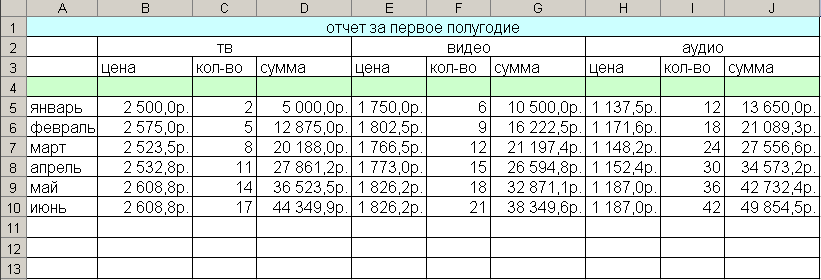 A B C D E F G H I J
1 отчет за первое полугодие
2 тв видео аудио
3 цена кол-во сумма цена кол-во сумма цена кол-во сумма
4
5 январь 2 500,0р. 2 5 000,0р. 1 750,0р. 6 10 500,0р. 1 137,5р. 12 13 650,0р.
6 февраль 2 575,0р. 5 12 875,0р. 1 802,5р. 9 16 222,5р. 1 171,6р. 18 21 089,3р.
7 март 2 523,5р. 8 20 188,0р. 1 766,5р. 12 21 197,4р. 1 148,2р. 24 27 556,6р.
8 апрель 2 532,8р. 11 27 861,2р. 1 773,0р. 15 26 594,8р. 1 152,4р. 30 34 573,2р.
9 май 2 608,8р. 14 36 523,5р. 1 826,2р. 18 32 871,1р. 1 187,0р. 36 42 732,4р.
10 июнь 2 608,8р. 17 44 349,9р. 1 826,2р. 21 38 349,6р. 1 187,0р. 42 49 854,5р.
11
12
13